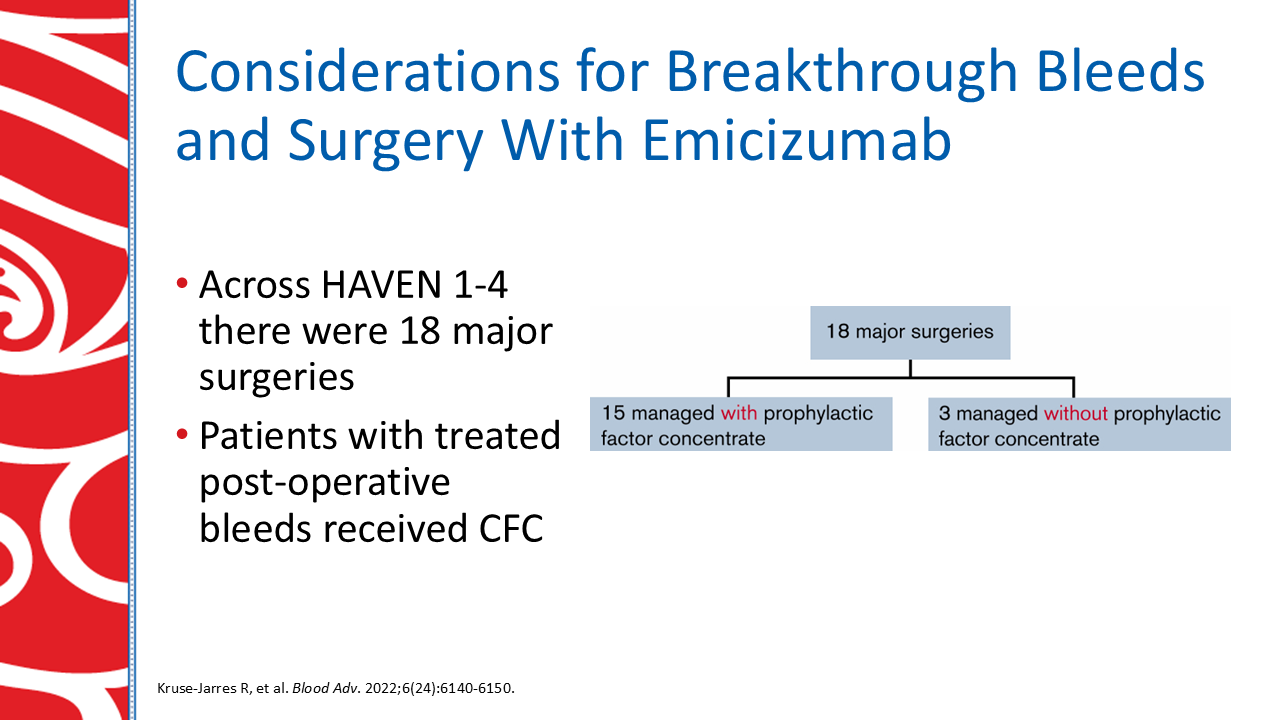 Considerations for Breakthrough Bleeds
and Surgery With Emicizumab
• Across HAVEN 1-4
there were 18 major
surgeries
• Patients with treated
post-operative
bleeds received CFC
18 major surgeries
15 managed with prophylactic
factor concentrate
3 managed without prophylactic
factor concentrate
Kruse-Jarres R, et al. Blood Adv. 2022;6(24):6140-6150.